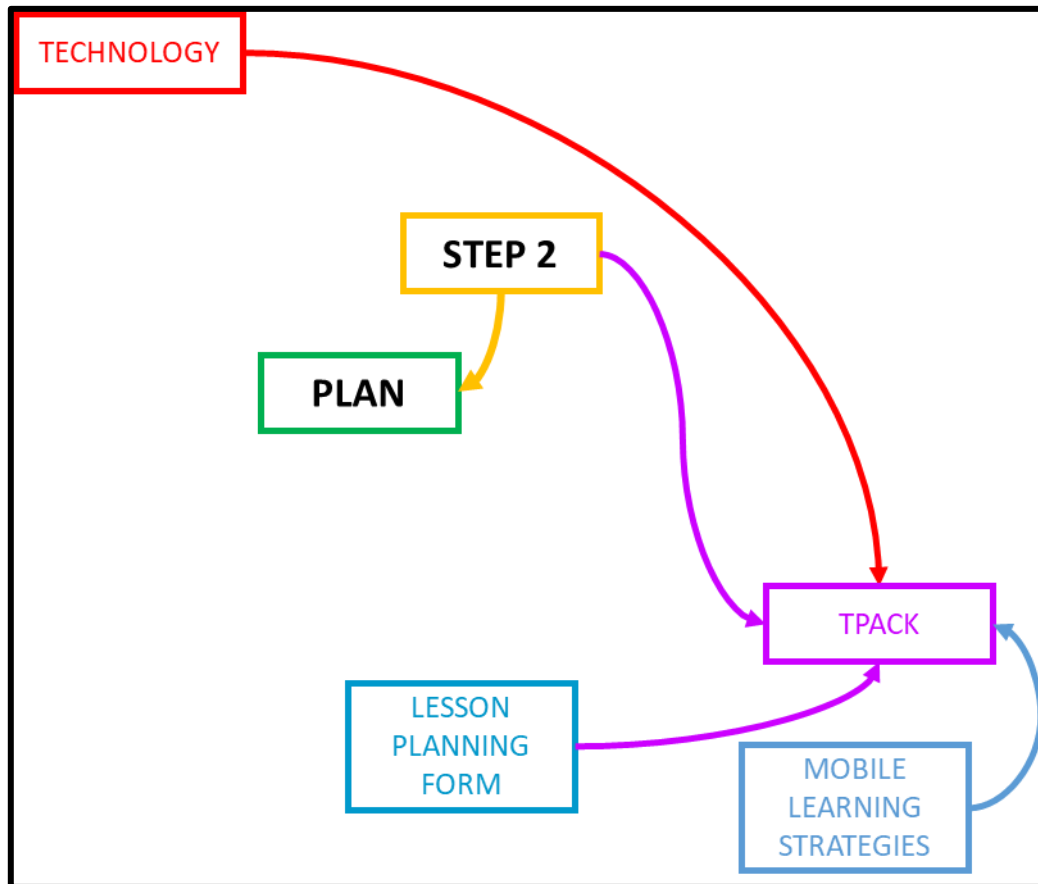 TECHNOLOGY
STEP 2
PLAN
TPACK
LESSON
PLANNING
FORM
MOBILE
LEARNING
STRATEGIES